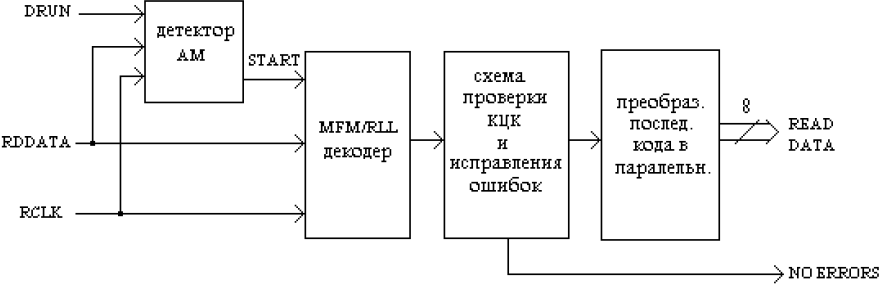 DRUN
детектор
АМ
START
RDDATA
RCLK
MFM/RLL
декодер
схема
проверки
КЦК
и
исправления
ошибок
преобраз.
послед.
кода в
паралельн.
8
READ
DATA
NO ERRORS